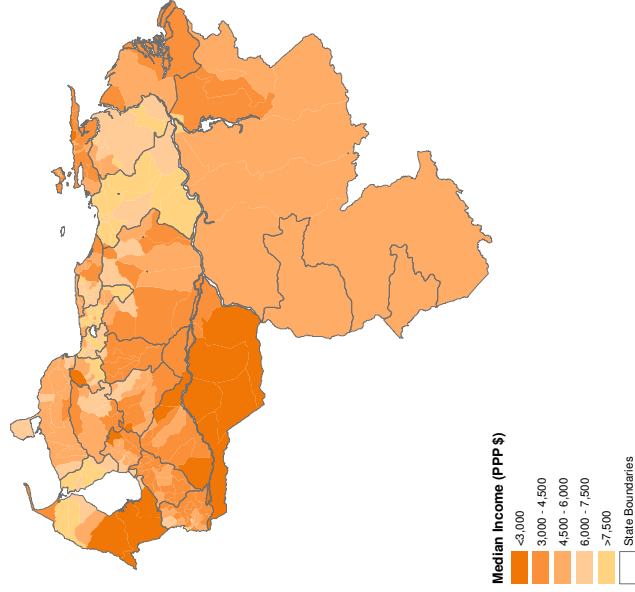 Median Income (PPP $)
<3,000
3,000 - 4,500
4,500 - 6,000
6,000 - 7,500
>7,500
State Boundaries